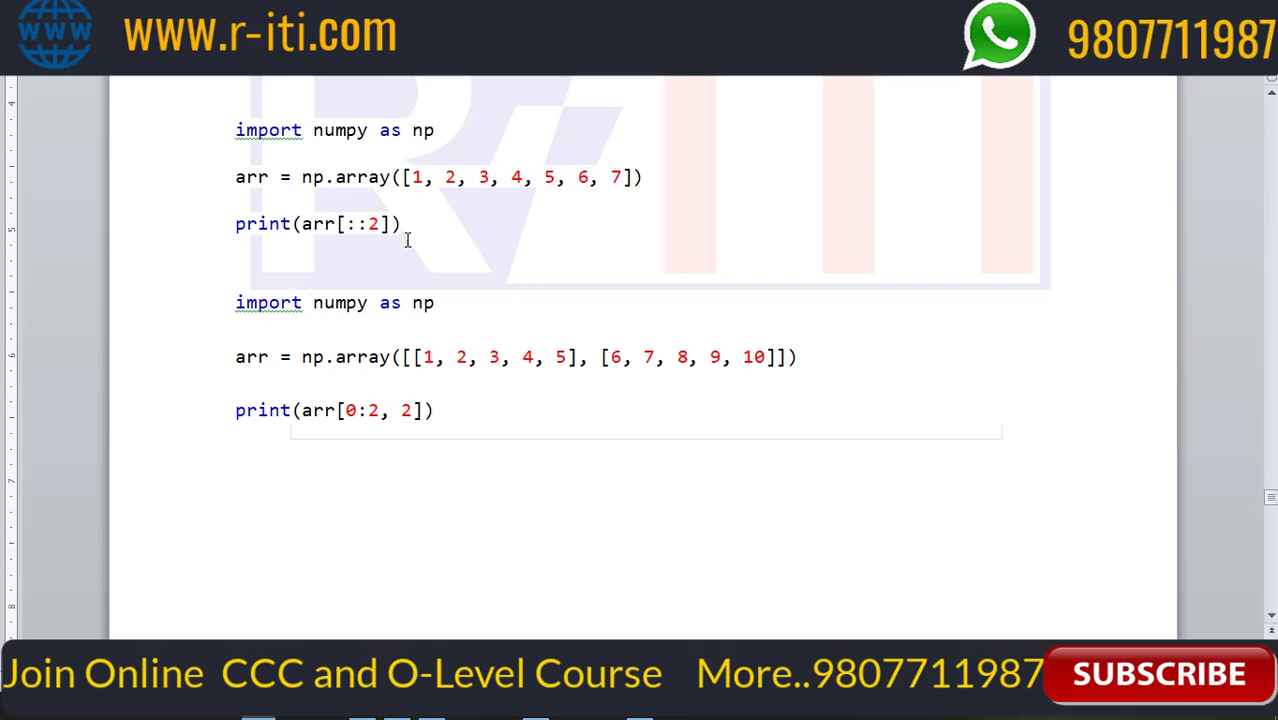 www.r-iti.com
9807711987
R/ITI
import numpy as np
arr = np.array([1, 2, 3, 4, 5, 6, 7])
print(arr[::2])
import numpy as np
arr = np.array([[1, 2, 3, 4, 5], [6, 7, 8, 9, 10]])
print(arr[0:2, 2])
Join Online CCC and O-Level Course More..9807711987
SUBSCRIBE